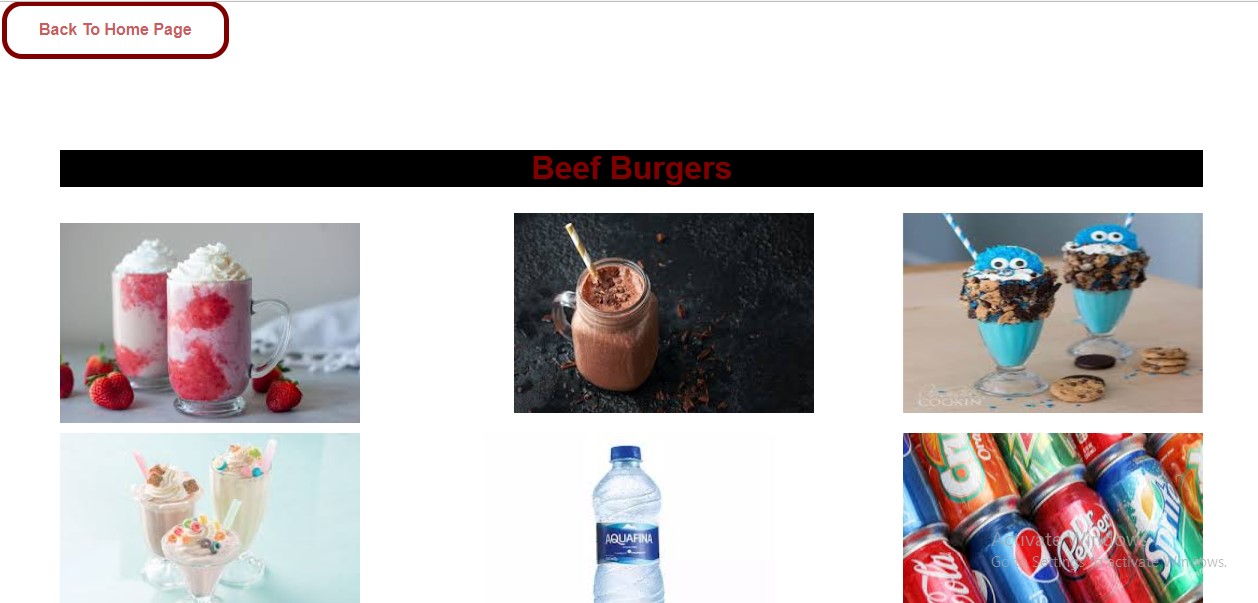 Back To Home Page
Beef Burgers
COOKIN
AQUAFINA
Crush
Dr Pepper
Sprite
Cola
Activate Windows
Go to Settings to activate Windows.